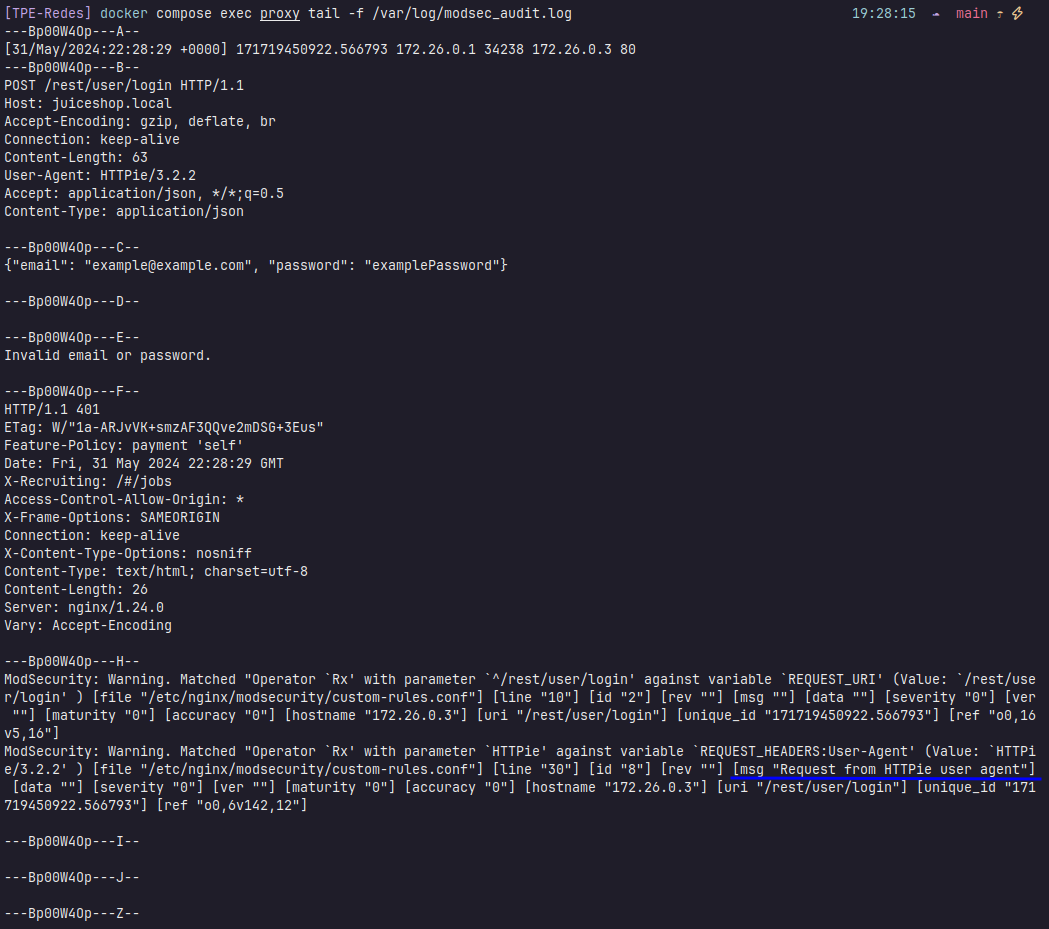 [TPE-Redes] docker compose exec proxy tail -f /var/log/modsec_audit.log 19:28:15 main ↑
---Bp00W4Op---A--
[31/May/2024:22:28:29 +0000] 171719450922.566793 172.26.0.1 34238 172.26.0.3 80
---Bp00W4Op---B--
POST /rest/user/login HTTP/1.1
Host: juiceshop.local
Accept-Encoding: gzip, deflate, br
Connection: keep-alive
Content-Length: 63
User-Agent: HTTPie/3.2.2
Accept: application/json, */*;q=0.5
Content-Type: application/json
---Bp00W4Op---C--
{"email": "example@example.com", "password": "examplePassword"}
---Bp00W4Op---D--
---Bp00W4Op---E--
Invalid email or password.
---Bp00W4Op---F--
HTTP/1.1 401
ETag: W/"1a-ARJvVK+smzAF3QQve2mDSG+3Eus"
Feature-Policy: payment 'self'
Date: Fri, 31 May 2024 22:28:29 GMT
X-Recruiting: /#/jobs
Access-Control-Allow-Origin: *
X-Frame-Options: SAMEORIGIN
Connection: keep-alive
X-Content-Type-Options: nosniff
Content-Type: text/html; charset=utf-8
Content-Length: 26
Server: nginx/1.24.0
Vary: Accept-Encoding
---Bp00W4Op---H--
ModSecurity: Warning. Matched "Operator `Rx' with parameter `^/rest/user/login' against variable `REQUEST_URI' (Value: `/rest/use
r/login' ) [file "/etc/nginx/modsecurity/custom-rules.conf"] [line "10"] [id "2"] [rev ""] [msg ""] [data ""] [severity "0"] [ver
 ""] [maturity "0"] [accuracy "0"] [hostname "172.26.0.3"] [uri "/rest/user/login"] [unique_id "171719450922.566793"] [ref "o0,16
v5,16"]
ModSecurity: Warning. Matched "Operator `Rx' with parameter `HTTPie' against variable `REQUEST_HEADERS:User-Agent' (Value: `HTTPi
e/3.2.2' ) [file "/etc/nginx/modsecurity/custom-rules.conf"] [line "30"] [id "8"] [rev ""] [msg "Request from HTTPie user agent"]
 [data ""] [severity "0"] [ver ""] [maturity "0"] [accuracy "0"] [hostname "172.26.0.3"] [uri "/rest/user/login"] [unique_id "171
719450922.566793"] [ref "o0,6v142,12"]
---Bp00W4Op---I--
---Bp00W4Op---J--
---Bp00W4Op---Z--